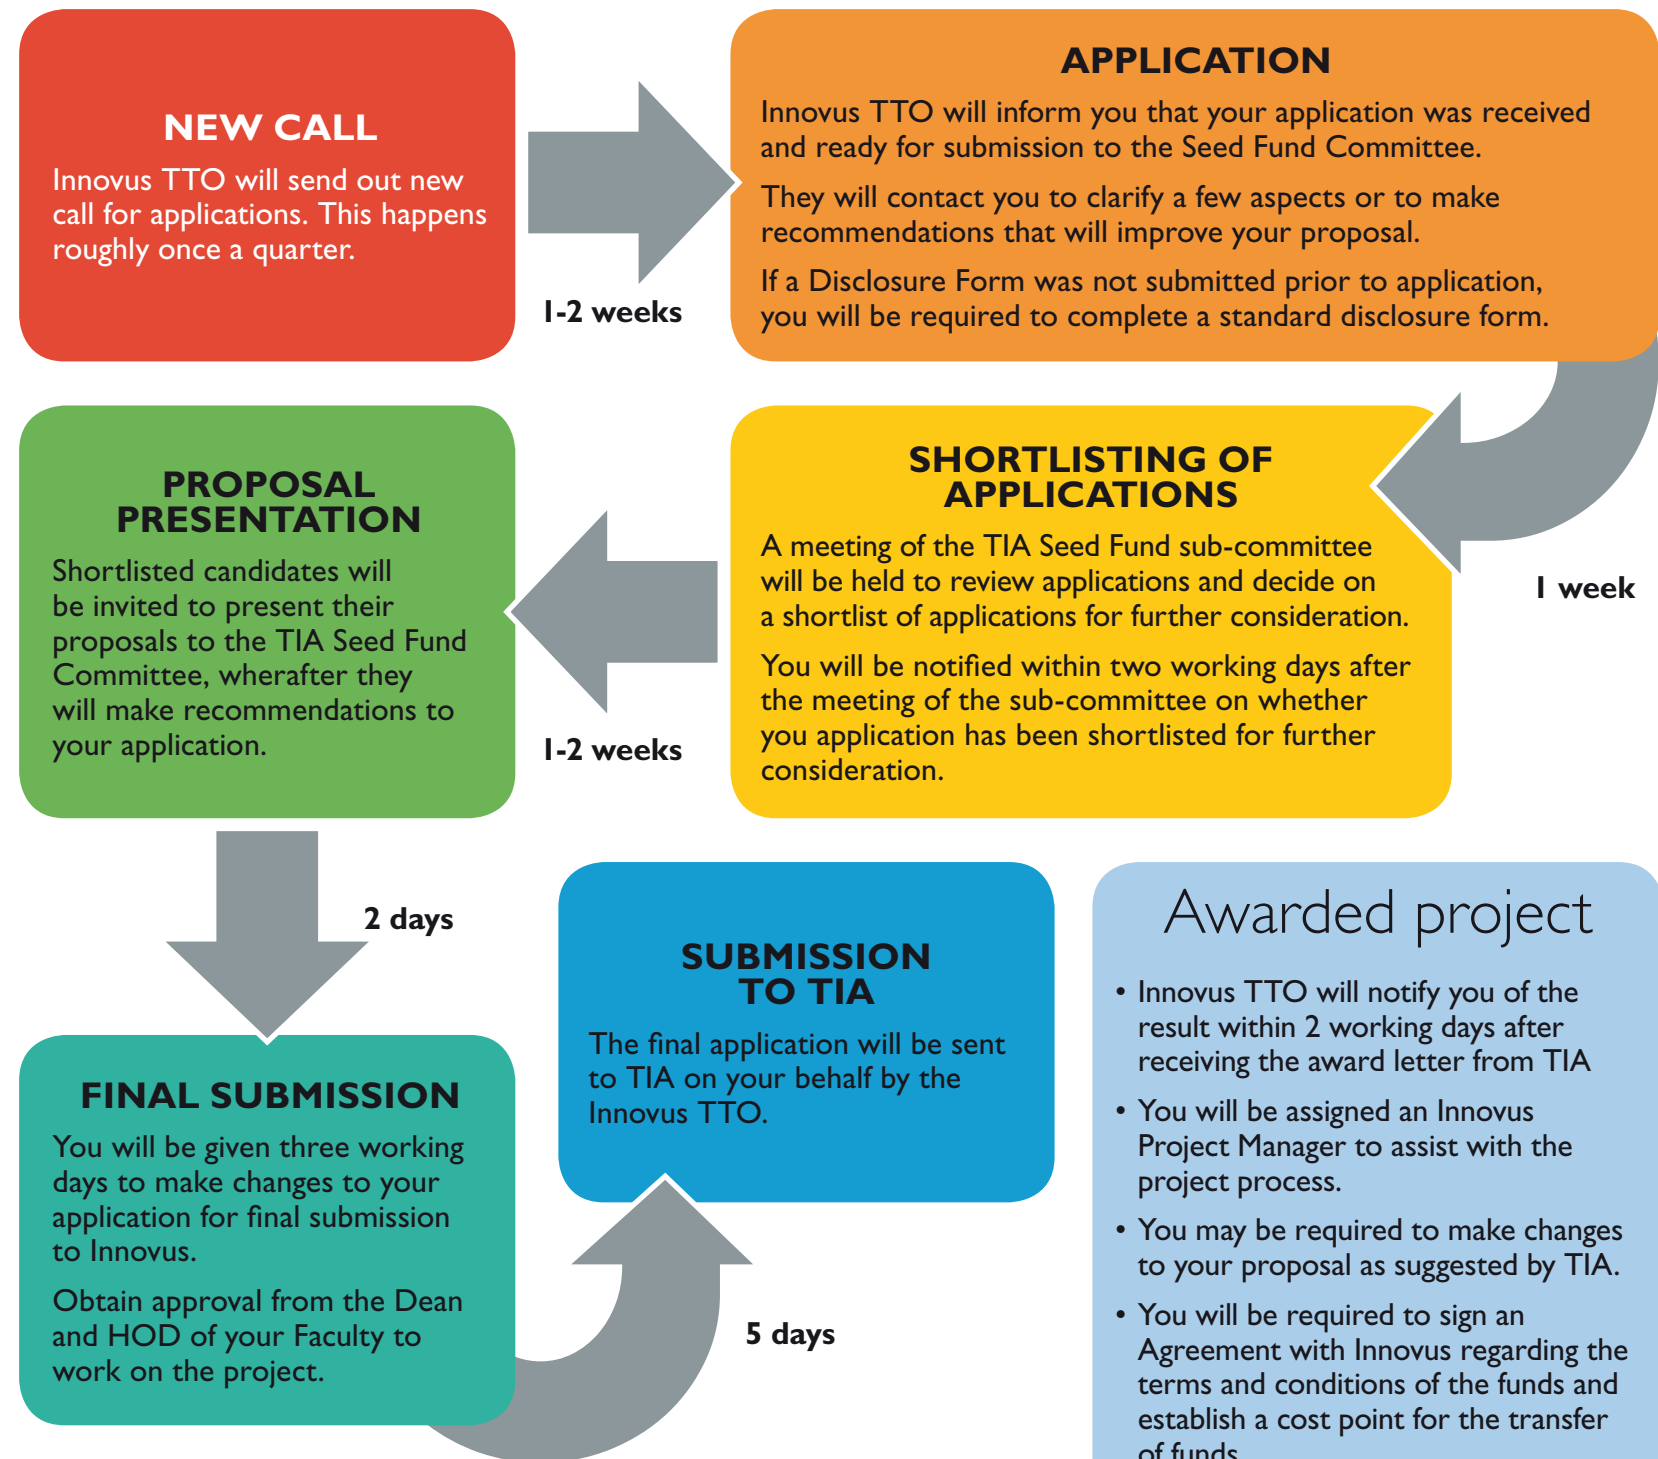 NEW CALL
Innovus TTO will send out new
call for applications. This happens
roughly once a quarter.
1-2 weeks
APPLICATION
Innovus TTO will inform you that your application was received
and ready for submission to the Seed Fund Committee.
They will contact you to clarify a few aspects or to make
recommendations that will improve your proposal.
If a Disclosure Form was not submitted prior to application,
you will be required to complete a standard disclosure form.
1 week
SHORTLISTING OF
APPLICATIONS
A meeting of the TIA Seed Fund sub-committee
will be held to review applications and decide on
a shortlist of applications for further consideration.
You will be notified within two working days after
the meeting of the sub-committee on whether
you application has been shortlisted for further
consideration.
1-2 weeks
PROPOSAL
PRESENTATION
Shortlisted candidates will
be invited to present their
proposals to the TIA Seed Fund
Committee, wherafter they
will make recommendations to
your application.
2 days
FINAL SUBMISSION
You will be given three working
days to make changes to your
application for final submission
to Innovus.
Obtain approval from the Dean
and HOD of your Faculty to
work on the project.
5 days
SUBMISSION
TO TIA
The final application will be sent
to TIA on your behalf by the
Innovus TTO.
Awarded project
• Innovus TTO will notify you of the
result within 2 working days after
receiving the award letter from TIA
• You will be assigned an Innovus
Project Manager to assist with the
project process.
• You may be required to make changes
to your proposal as suggested by TIA.
• You will be required to sign an
Agreement with Innovus regarding the
terms and conditions of the funds and
establish a cost point for the transfer
of funds